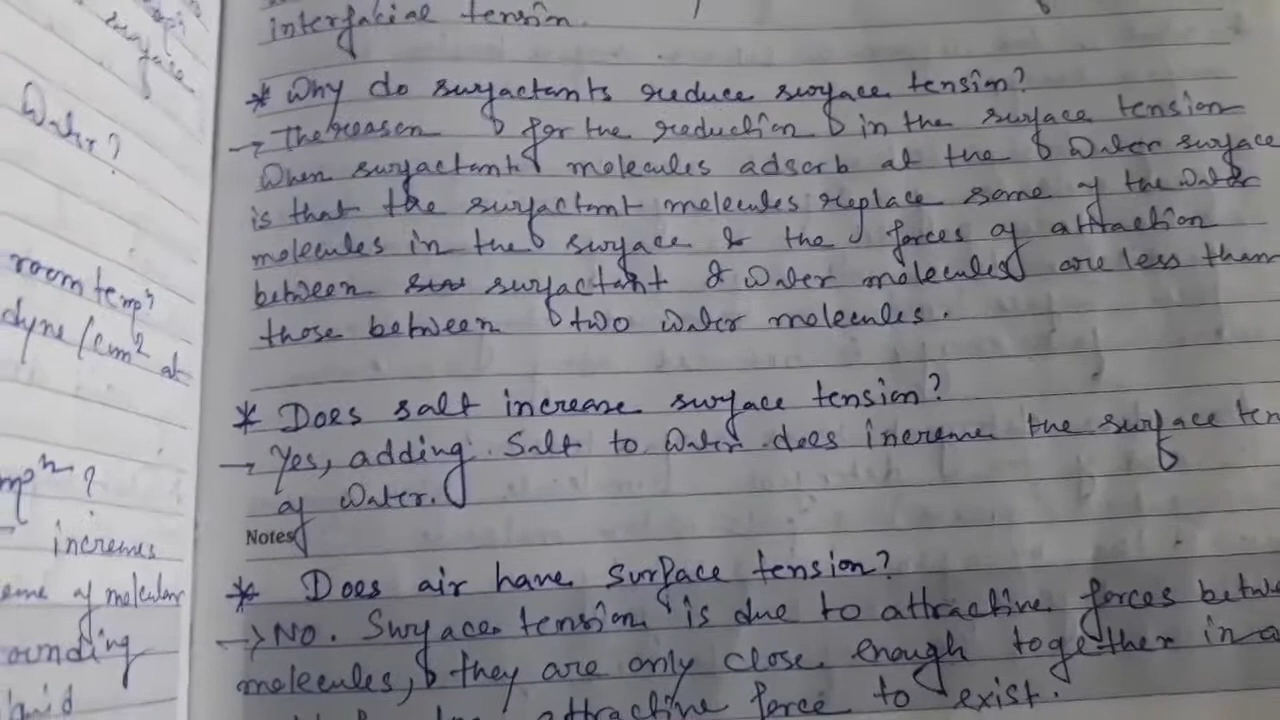 surface
Water?
room temp?
dyne/cm2 at
?
increases
of molecular
ounding
interfacial tension.
* Why do surfactants reduce surface tension?
→ The reason for the reduction in the surface tension
When surfactant molecules adsorb at the water surface
is that the surfactant molecules replace some of the water
molecules in the surface & the forces of attraction
between surfactant & water molecules are less than
those between two water molecules.
* Does salt increase surface tension?
→ Yes, adding salt to water does increase the surface ten
of water.
Notes
* Does air have surface tension?
→ No. Surface tension is due to attractive forces betwe
molecules, they are only close enough together in a
attractive force to exist.